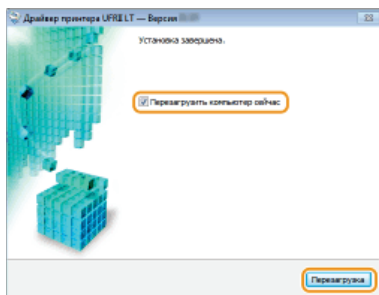 Драйвер принтера UFRII LT — Версия
Установка завершена.
Перезагрузить компьютер сейчас
Перезагрузка